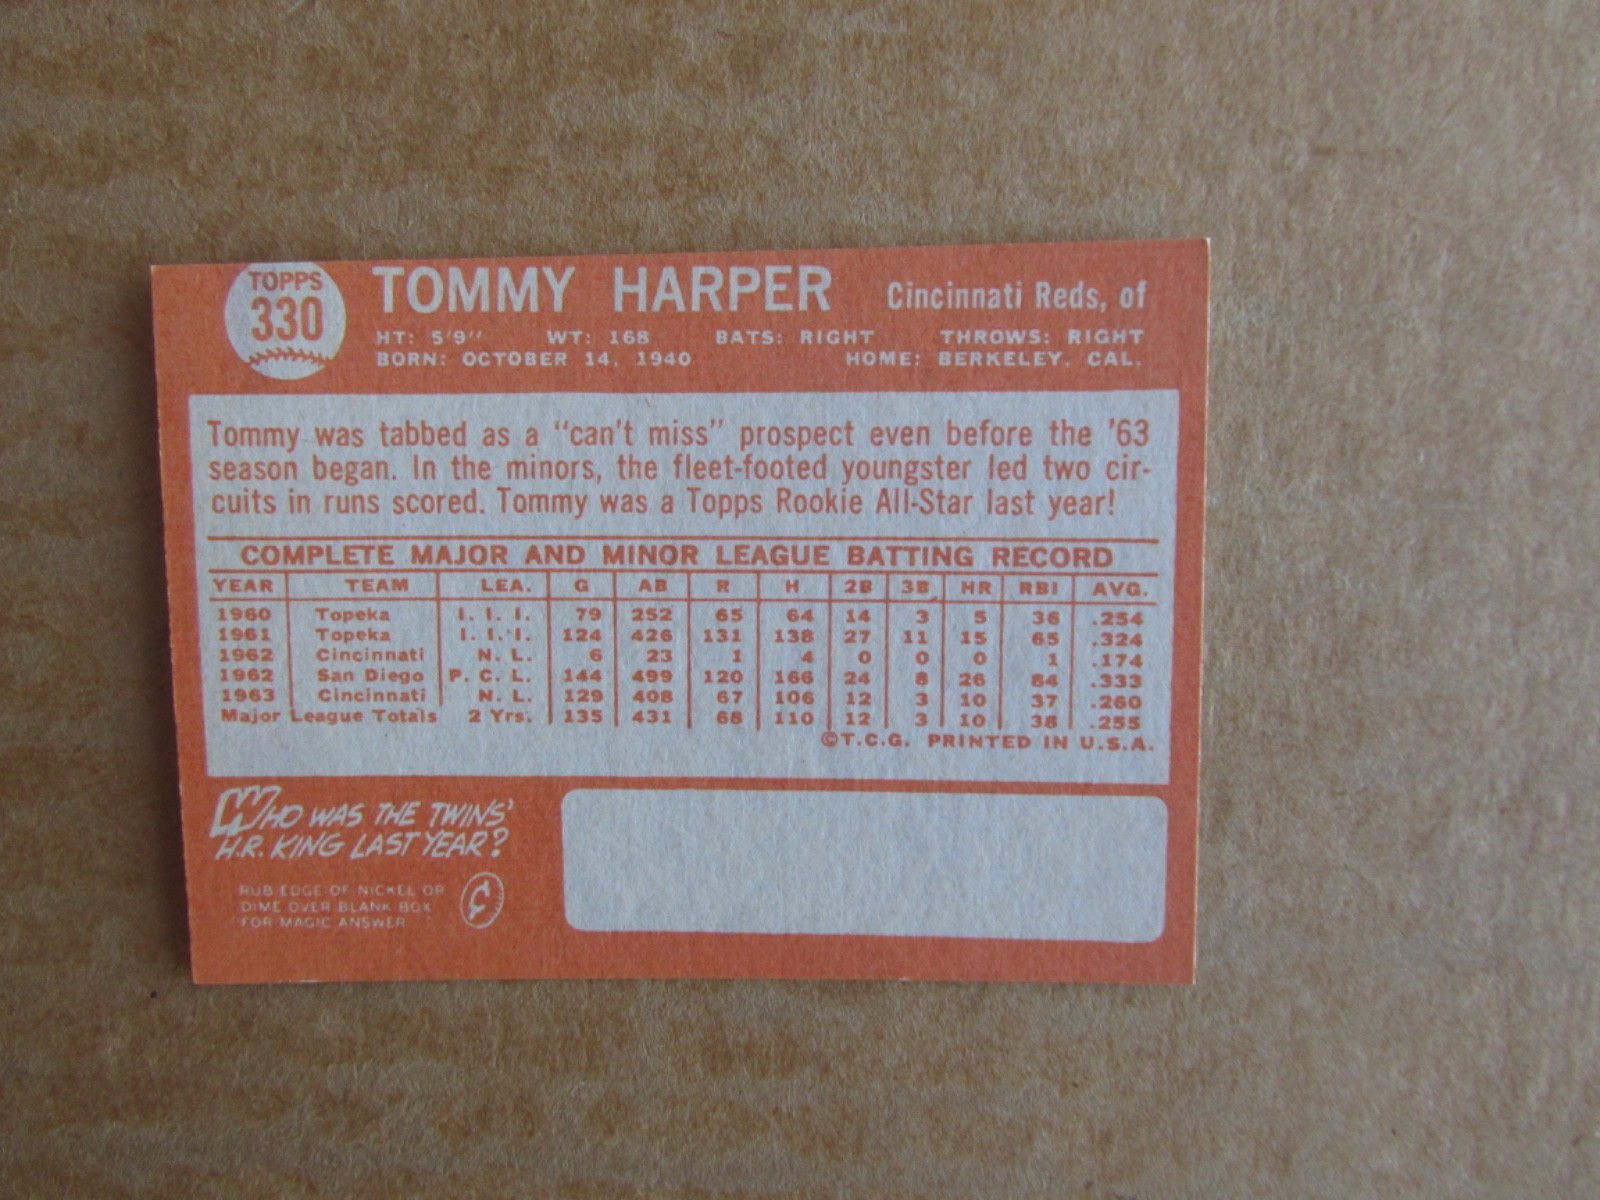 TOPPS
330
TOMMY HARPER Cincinnati Reds, of
HT: 5'9" WT: 168 BATS: RIGHT THROWS: RIGHT
BORN: OCTOBER 14, 1940 HOME: BERKELEY, CAL.
Tommy was tabbed as a "can't miss" prospect even before the '63
season began. In the minors, the fleet-footed youngster led two cir-
cuits in runs scored. Tommy was a Topps Rookie All-Star last year!
COMPLETE MAJOR AND MINOR LEAGUE BATTING RECORD
YEAR TEAM LEA. G AB R H 2B 3B HR RBI AVG.
1960 Topeka I. I. I. 79 252 65 64 14 3 5 36 .254
1961 Topeka I. I. I. 124 426 131 138 27 11 15 65 .324
1962 Cincinnati N. L. 6 23 1 4 0 0 0 1 .174
1962 San Diego P. C. L. 144 499 120 166 24 8 26 84 .333
1963 Cincinnati N. L. 129 408 67 106 12 3 10 37 .260
Major League Totals 2 Yrs. 135 431 68 110 12 3 10 38 .255
©T.C.G. PRINTED IN U.S.A.
WHO WAS THE TWINS'
H.R. KING LAST YEAR?
RUB EDGE OF NICKEL OR
DIME OVER BLANK BOX
FOR MAGIC ANSWER
¢